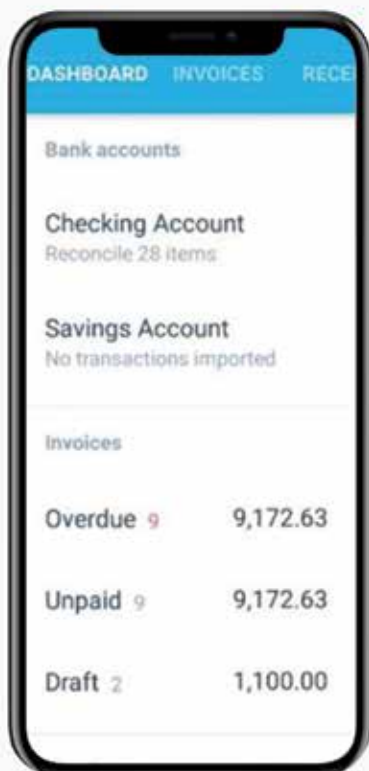 DASHBOARD INVOICES RECE
Bank accounts
Checking Account
Reconcile 28 items
Savings Account
No transactions imported
Invoices
Overdue 9 9,172.63
Unpaid 9 9,172.63
Draft 2 1,100.00